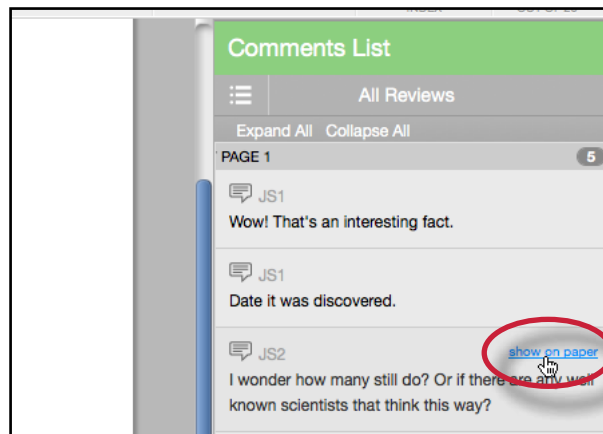 Comments List
All Reviews
Expand All Collapse All
PAGE 1 5
JS1
Wow! That's an interesting fact.
JS1
Date it was discovered.
JS2 show on paper
I wonder how many still do? Or if there are any well
known scientists that think this way?